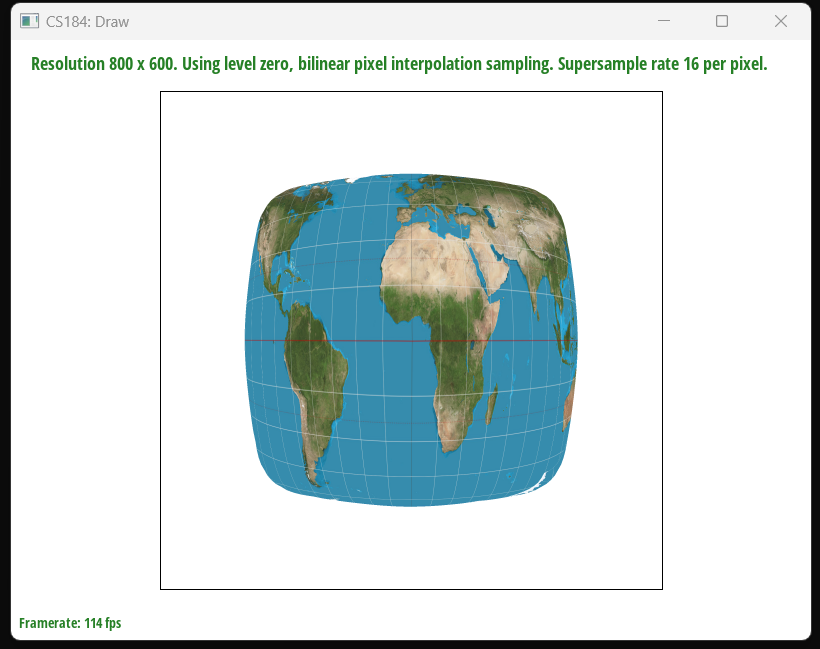 CS184: Draw
Resolution 800 x 600. Using level zero, bilinear pixel interpolation sampling. Supersample rate 16 per pixel.
Framerate: 114 fps